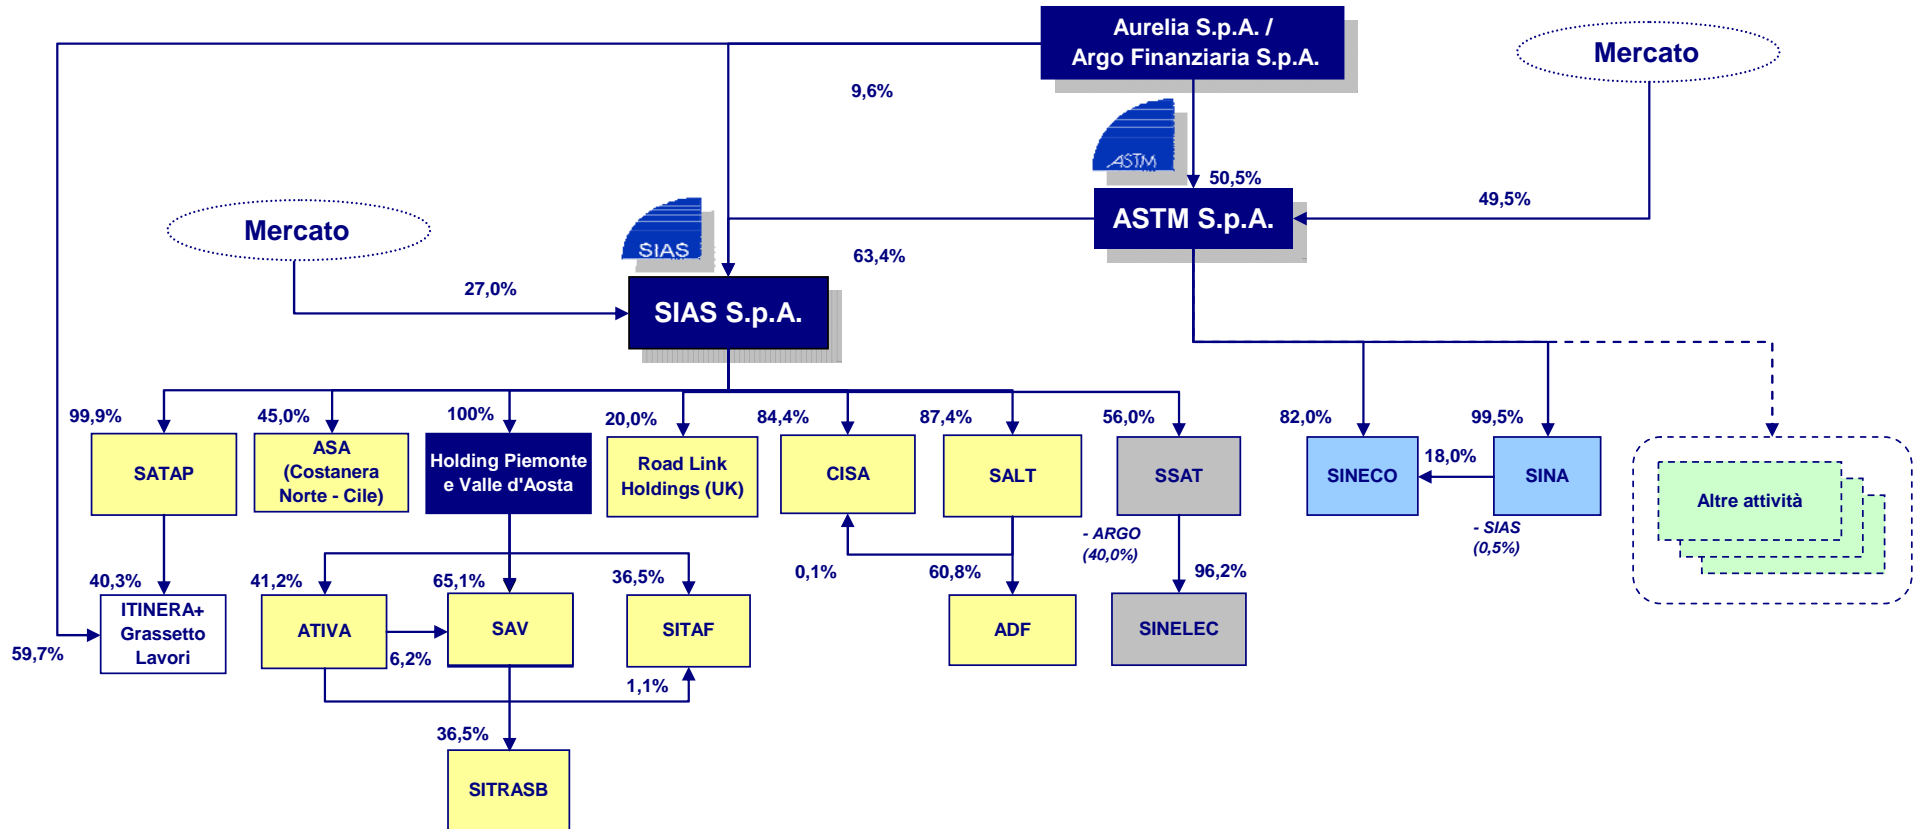 Aurelia S.p.A. /
Argo Finanziaria S.p.A.
Mercato
9,6%
ASTM
50,5%
ASTM S.p.A.
49,5%
Mercato
SIAS
63,4%
27,0%
SIAS S.p.A.
99,9%
45,0%
100%
20,0%
84,4%
87,4%
56,0%
82,0%
99,5%
SATAP
ASA
(Costanera
Norte - Cile)
Holding Piemonte
e Valle d'Aosta
Road Link
Holdings (UK)
CISA
SALT
SSAT
SINECO
18,0%
SINA
Altre attività
- ARGO
(40,0%)
- SIAS
(0,5%)
40,3%
41,2%
65,1%
36,5%
0,1%
60,8%
96,2%
ITINERA+
Grassetto
Lavori
ATIVA
SAV
SITAF
ADF
SINELEC
59,7%
6,2%
1,1%
36,5%
SITRASB